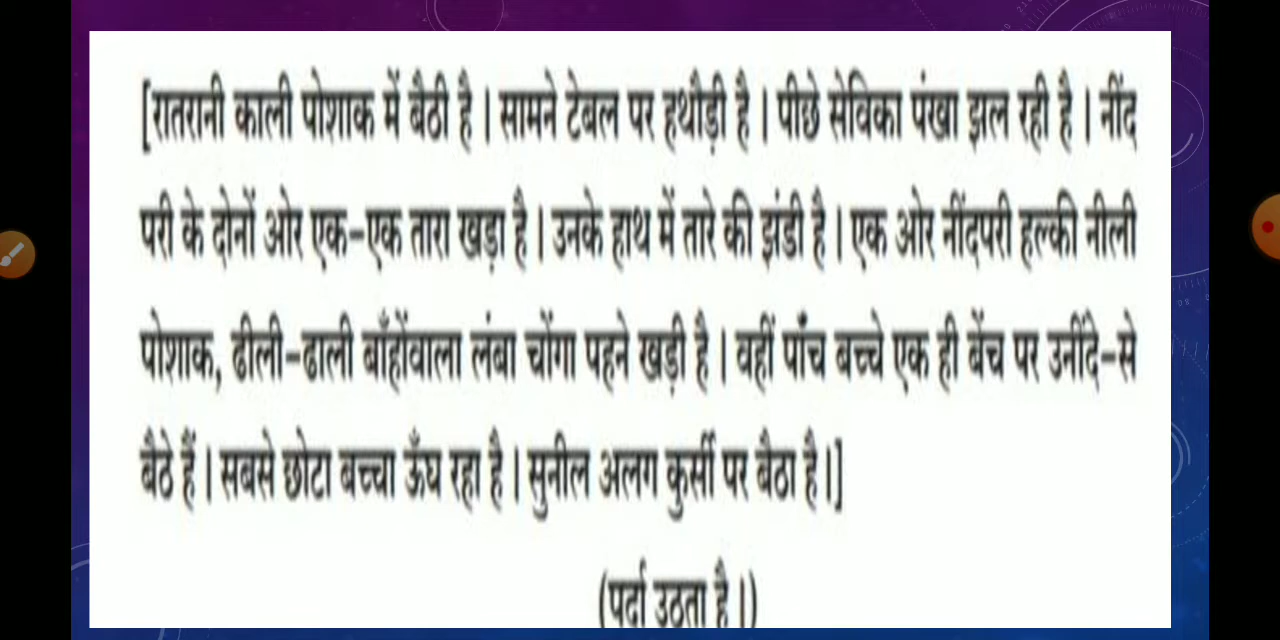 [रातरानी काली पोशाक में बैठी है। सामने टेबल पर हथौड़ी है। पीछे सेविका पंखा झल रही है। नींद
परी के दोनों ओर एक-एक तारा खड़ा है। उनके हाथ में तारे की झंडी है। एक ओर नींदपरी हल्की नीली
पोशाक, ढीली-ढाली बाँहोंवाला लंबा चोंगा पहने खड़ी है। वहीं पाँच बच्चे एक ही बेंच पर उनींदे-से
बैठे हैं। सबसे छोटा बच्चा ऊँघ रहा है। सुनील अलग कुर्सी पर बैठा है।]
(पर्दा उठता है।)